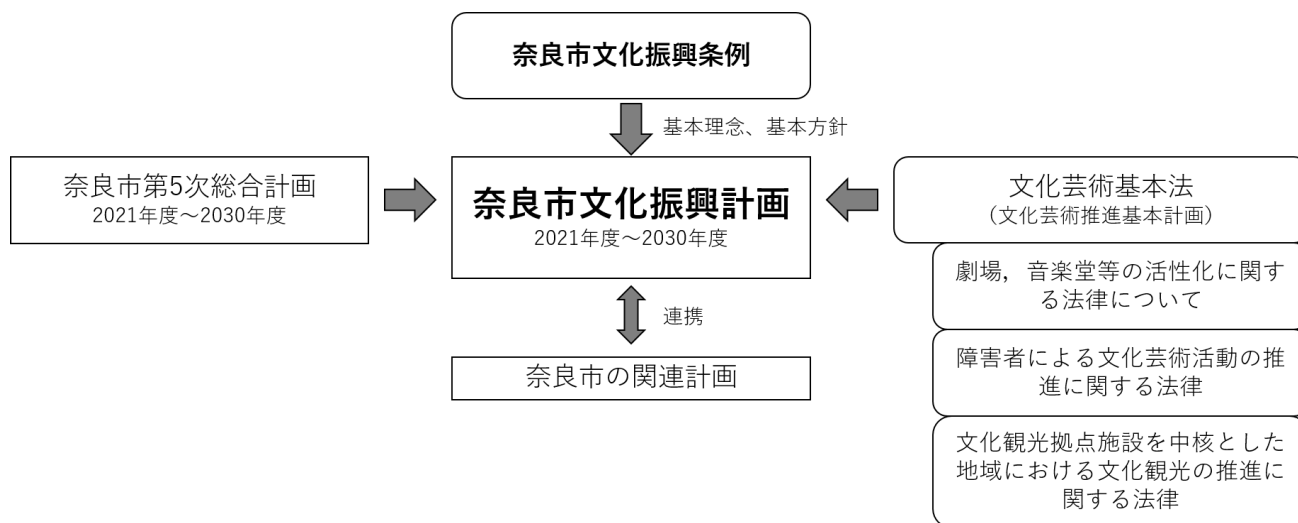 奈良市文化振興条例
基本理念、基本方針
奈良市第5次総合計画
2021年度～2030年度
奈良市文化振興計画
2021年度～2030年度
文化芸術基本法
（文化芸術推進基本計画）
劇場，音楽堂等の活性化に関す
る法律について
障害者による文化芸術活動の推
進に関する法律
文化観光拠点施設を中核とした
地域における文化観光の推進に
関する法律
連携
奈良市の関連計画